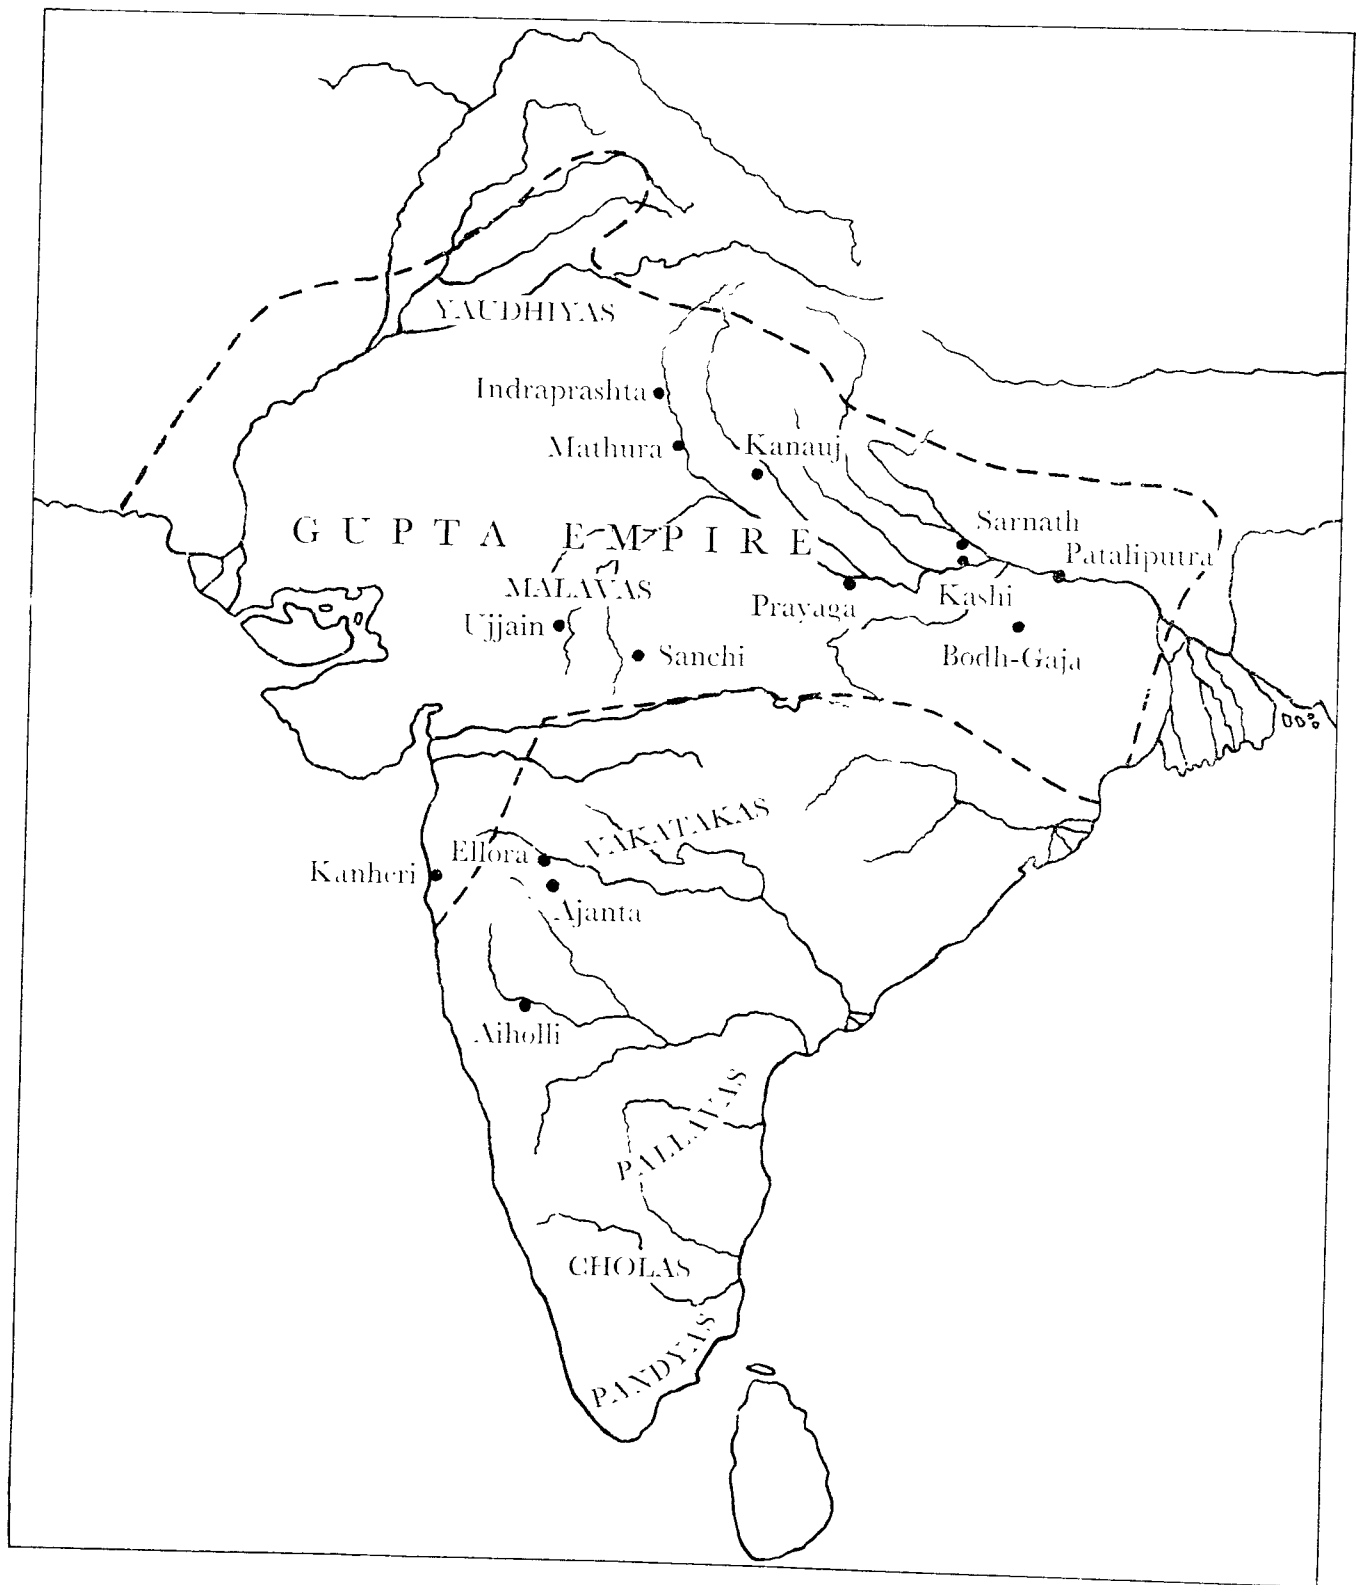 YAUDHIYAS
Indraprashta
Mathura
Kanauj
GUPTA EMPIRE
Sarnath
Pataliputra
MALAVAS
Prayaga
Kashi
Ujjain
Sanchi
Bodh-Gaja
VAKATAKAS
Ellora
Kanheri
Ajanta
Aiholli
PALLAVAS
CHOLAS
PANDYAS